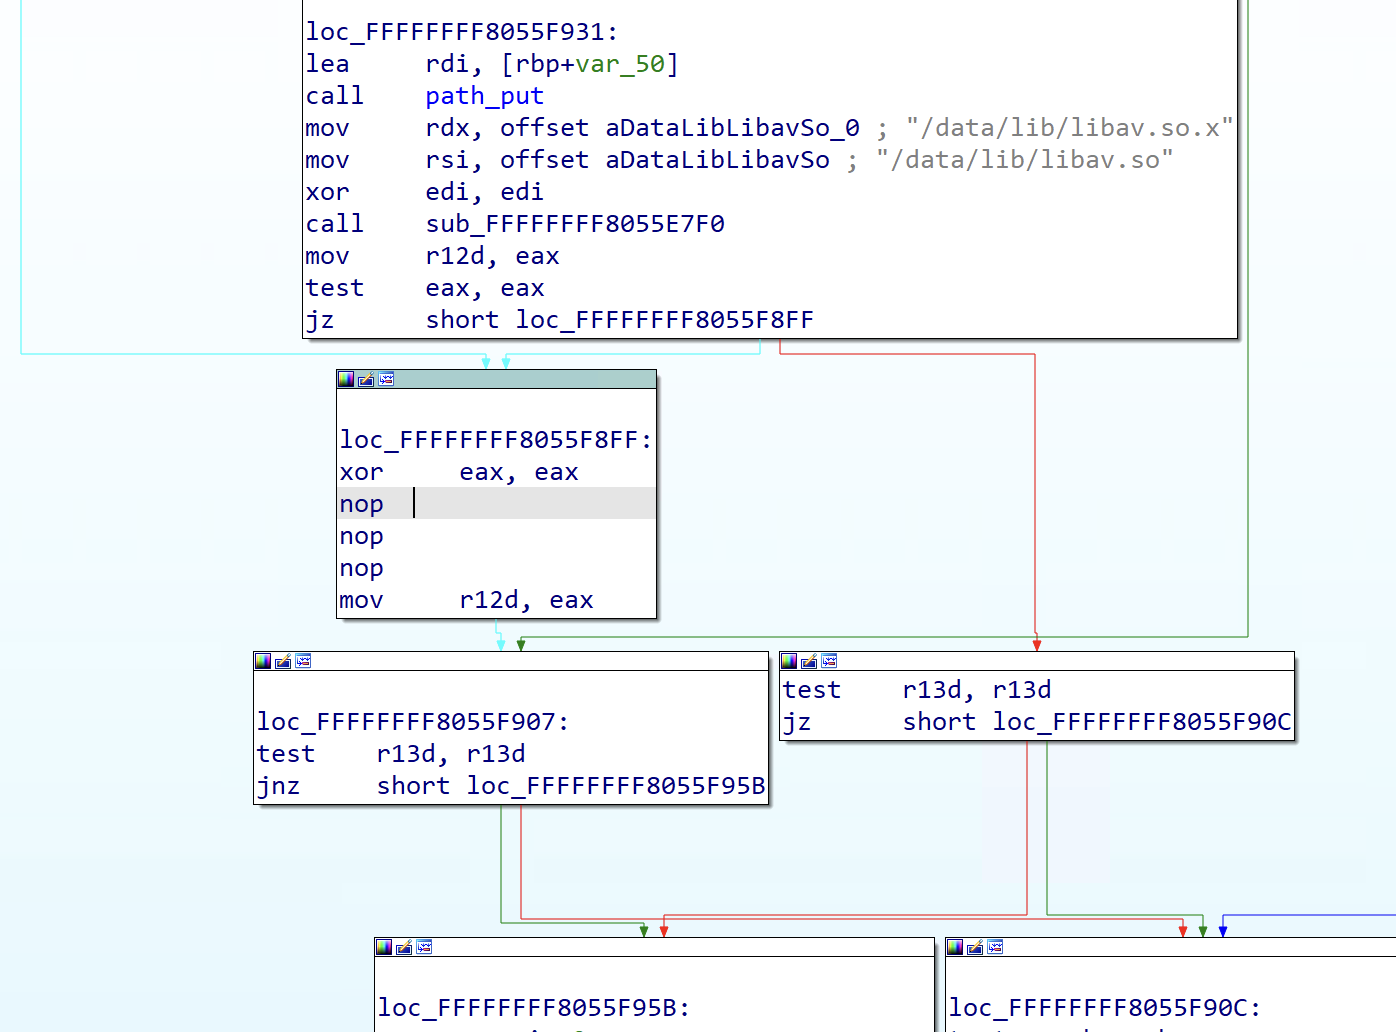 loc_FFFFFFFF8055F931:
lea rdi, [rbp+var_50]
call path_put
mov rdx, offset aDataLibLibavSo_0 ; "/data/lib/libav.so.x"
mov rsi, offset aDataLibLibavSo ; "/data/lib/libav.so"
xor edi, edi
call sub_FFFFFFFF8055E7F0
mov r12d, eax
test eax, eax
jz short loc_FFFFFFFF8055F8FF
loc_FFFFFFFF8055F8FF:
xor eax, eax
nop
nop
nop
mov r12d, eax
loc_FFFFFFFF8055F907:
test r13d, r13d
jnz short loc_FFFFFFFF8055F95B
test r13d, r13d
jz short loc_FFFFFFFF8055F90C
loc_FFFFFFFF8055F95B:
loc_FFFFFFFF8055F90C: